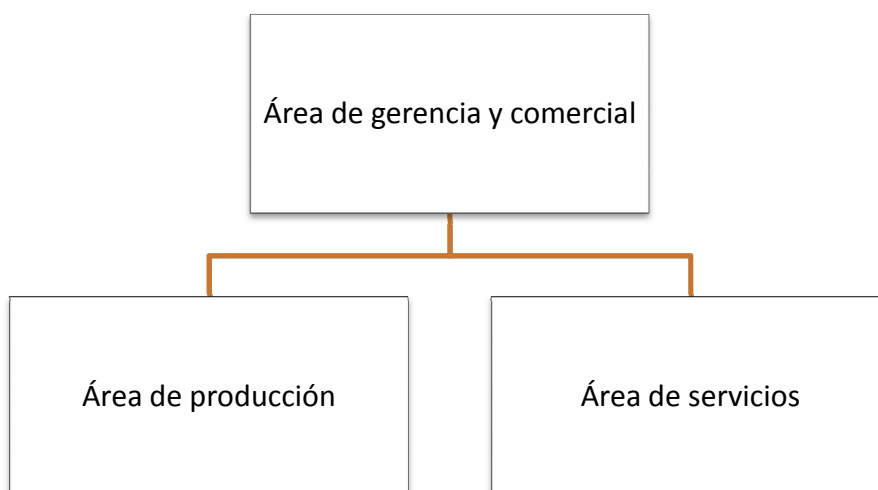 Área de gerencia y comercial
Área de producción
Área de servicios